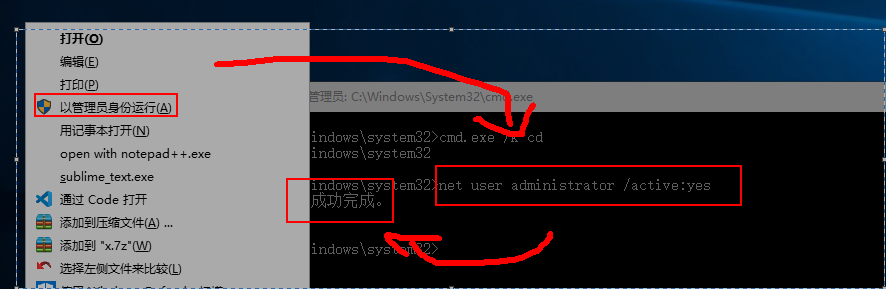 打开(O)
编辑(E)
打印(P)
以管理员身份运行(A)
用记事本打开(N)
open with notepad++.exe
sublime_text.exe
通过 Code 打开
添加到压缩文件(A) ...
添加到 "x.7z"(W)
选择左侧文件来比较(L)
管理员: C:\Windows\System32\cmd.exe
indows\system32>cmd.exe /k cd
indows\system32
indows\system32>net user administrator /active:yes
成功完成。
indows\system32>